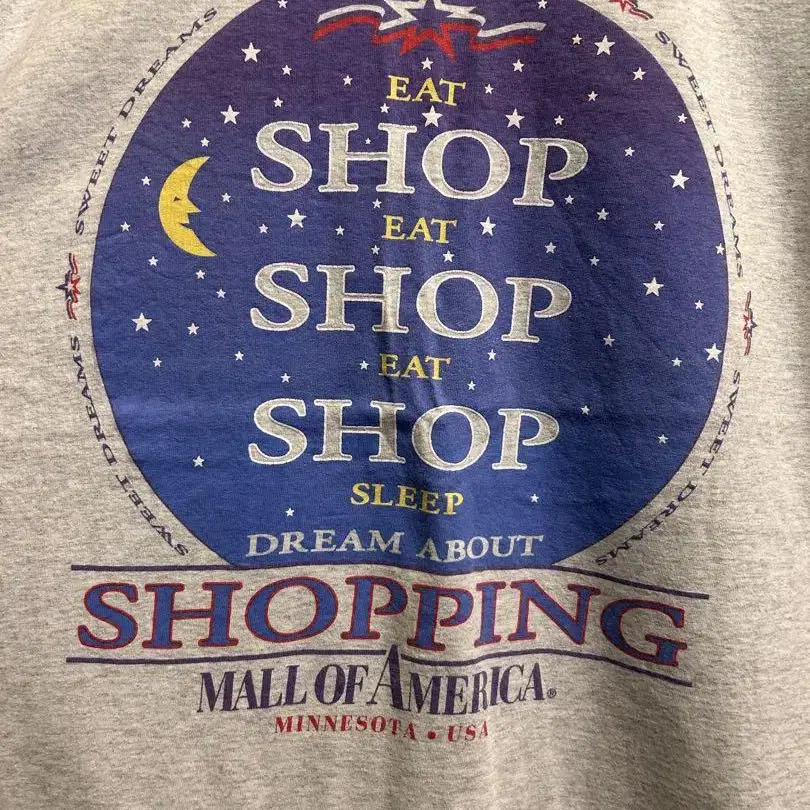 EAT
SHOP
EAT
SHOP
EAT
SHOP
SLEEP
DREAM ABOUT
SHOPPING
MALL OF AMERICA®
MINNESOTA • USA
SWEET DREAMS
SWEET DREAMS
SWEET DREAMS
SWEET DREAMS